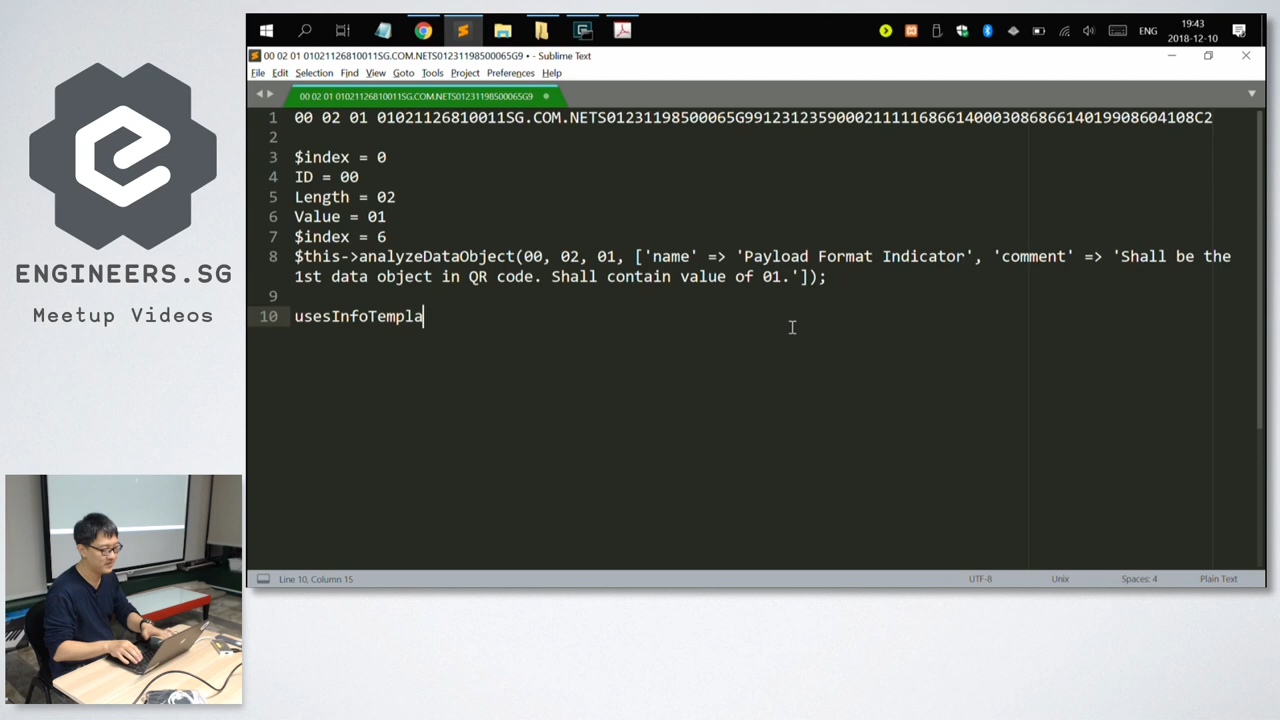 19:43
ENG
2018-12-10
00 02 01 01021126810011SG.COM.NETS01231198500065G9 • - Sublime Text
File Edit Selection Find View Goto Tools Project Preferences Help
00 02 01 01021126810011SG.COM.NETS01231198500065G9
1 00 02 01 01021126810011SG.COM.NETS01231198500065G9912312359000211111686614000308686614019908604108C2
2
3 $index = 0
4 ID = 00
5 Length = 02
6 Value = 01
7 $index = 6
8 $this->analyzeDataObject(00, 02, 01, ['name' => 'Payload Format Indicator', 'comment' => 'Shall be the
1st data object in QR code. Shall contain value of 01.']);
9
10 usesInfoTempla
Line 10, Column 15 UTF-8 Unix Spaces: 4 Plain Text
ENGINEERS.SG
Meetup Videos